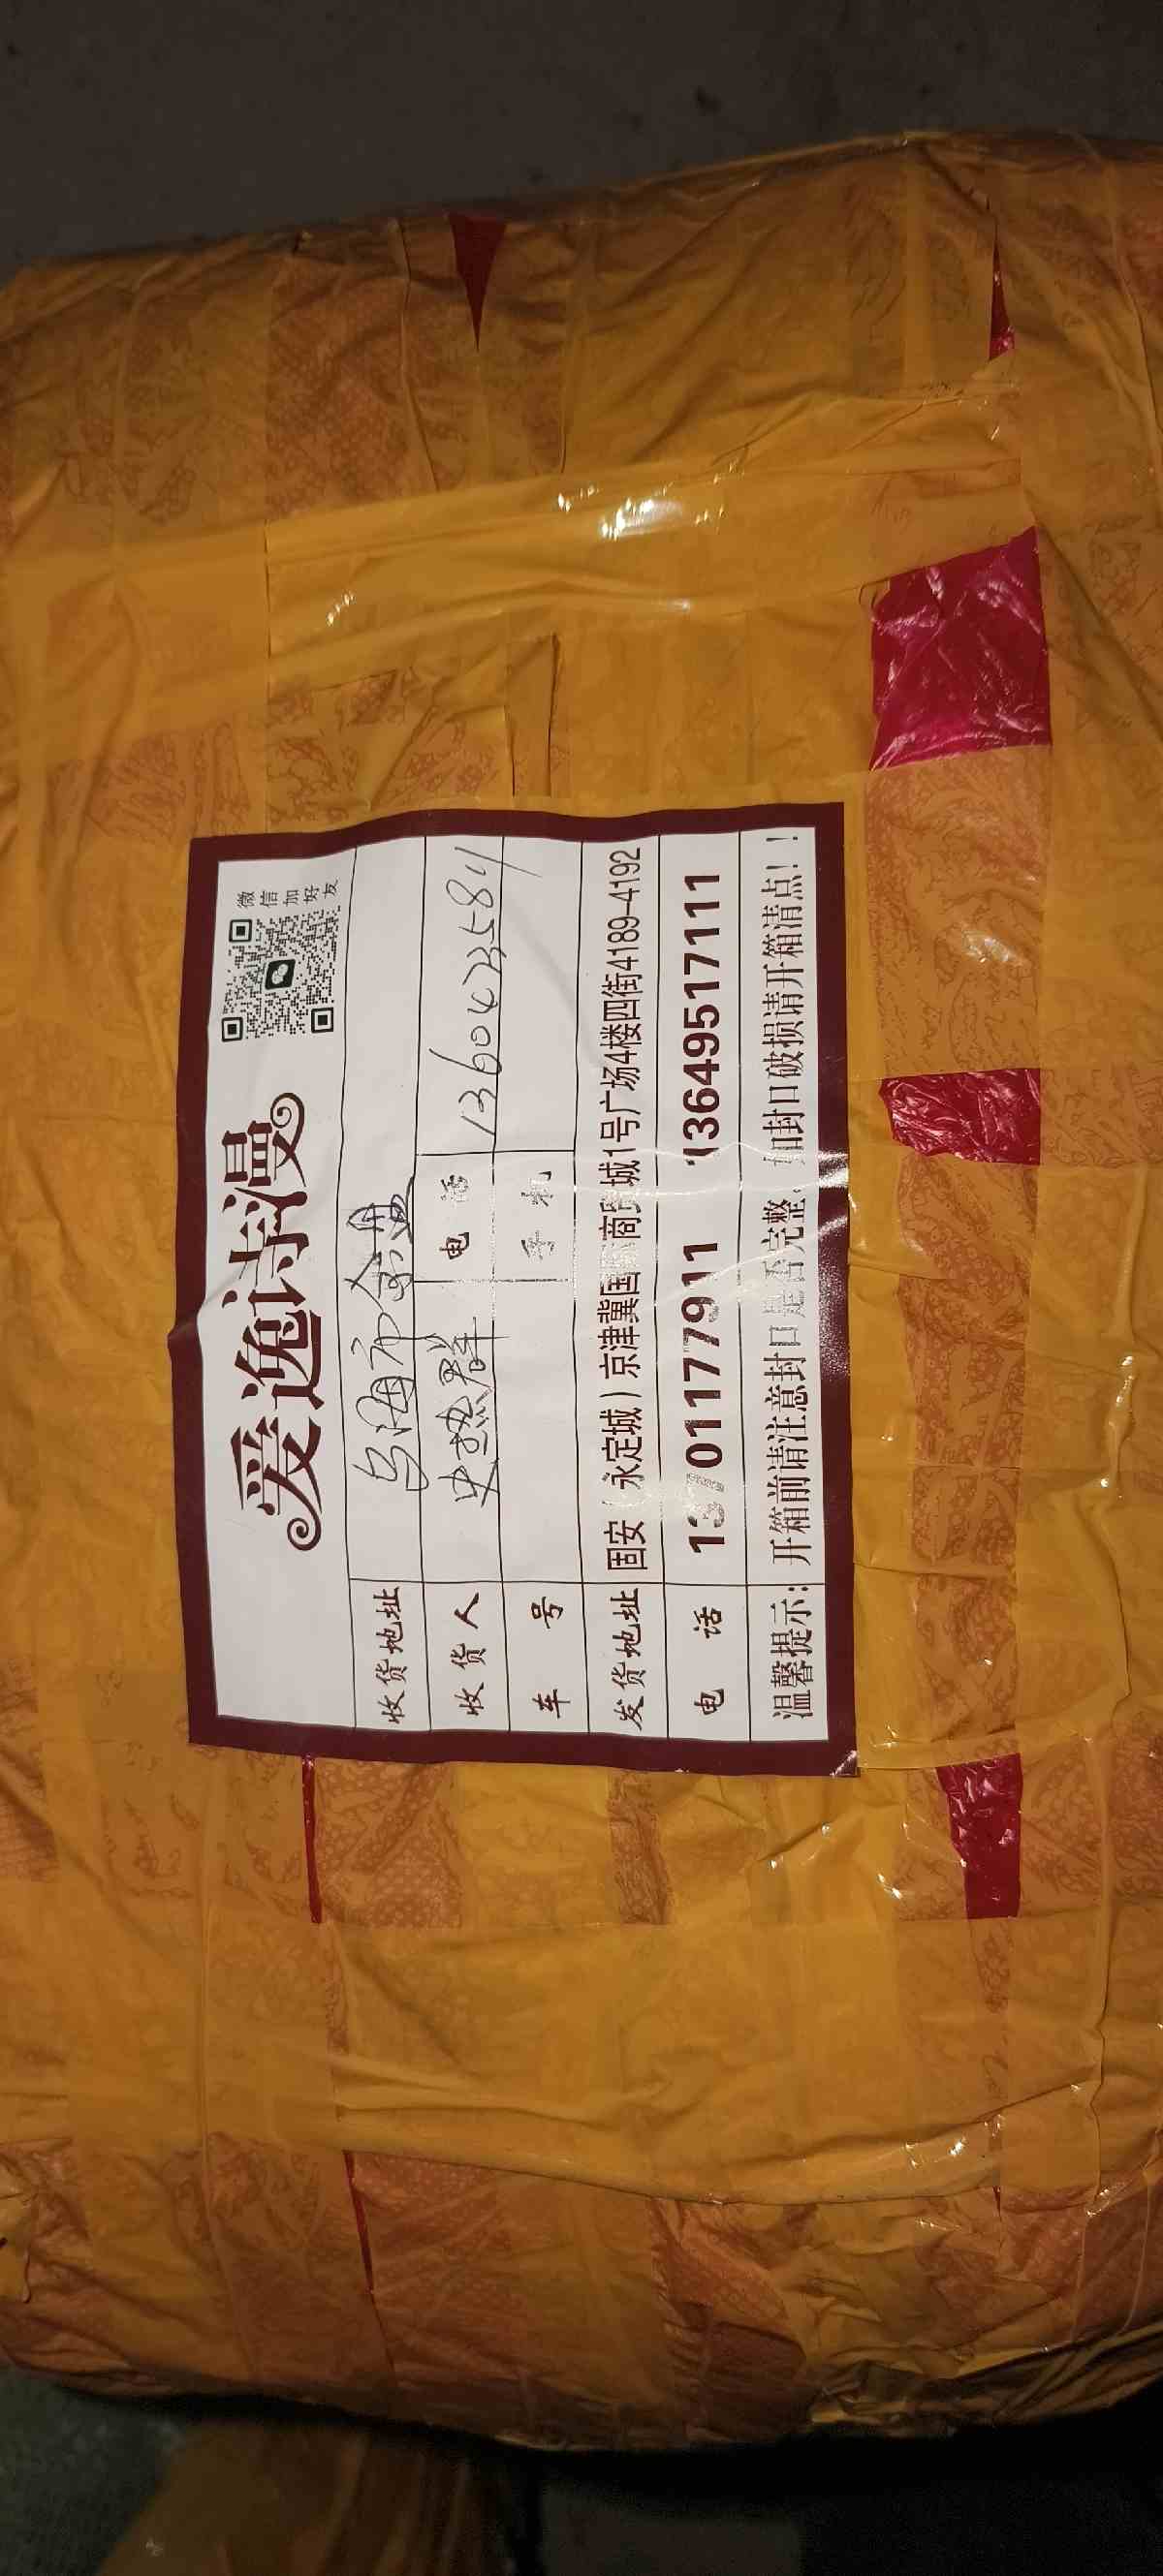 爱逸诗漫
微信加好友
收货地址 乌海市
收货人 电话
车号 手机
发货地址 固安(永定城)京津冀国际商贸城1号广场4楼四街4189-4192
电话 13701177911 13649517111
温馨提示:开箱前请注意封口是否完整,如封口破损请开箱清点!!